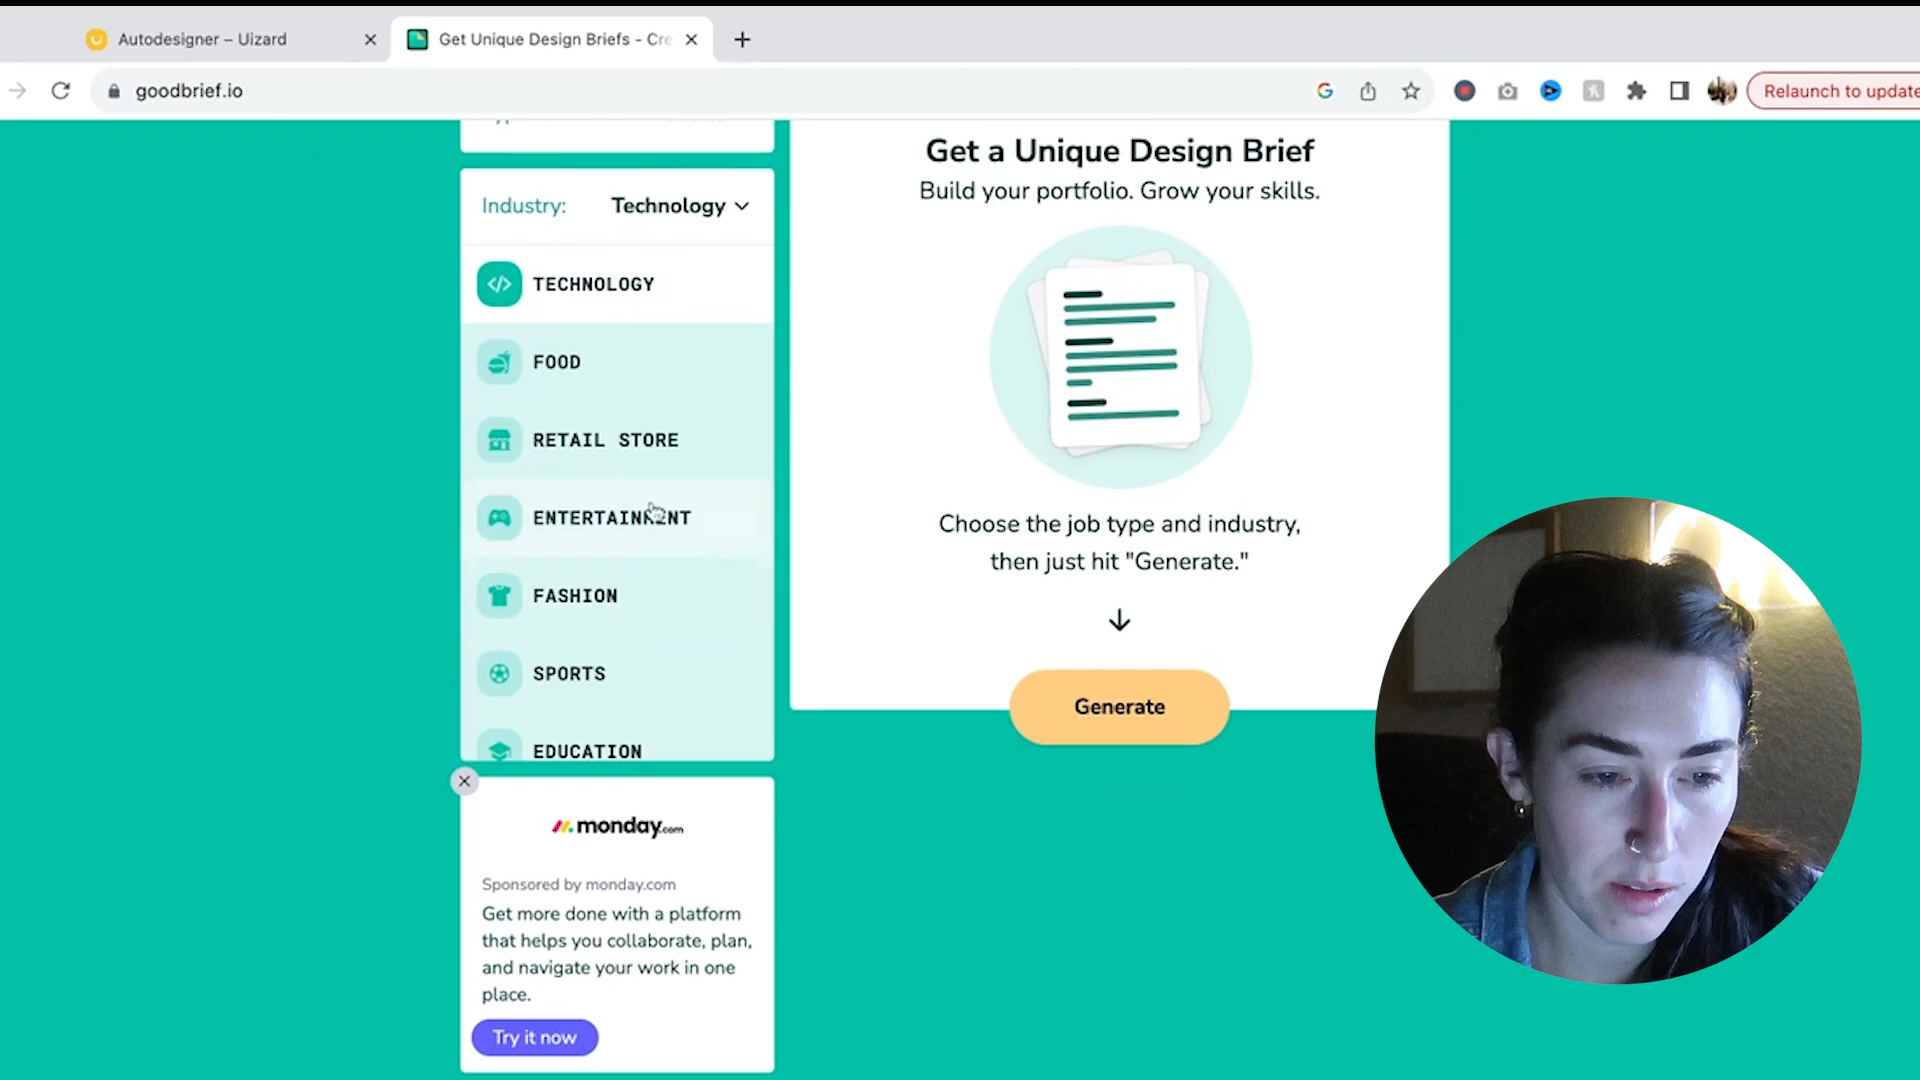 Autodesigner – Uizard
Get Unique Design Briefs - Cre
goodbrief.io
Relaunch to update
Industry:
Technology
TECHNOLOGY
FOOD
RETAIL STORE
ENTERTAINMENT
FASHION
SPORTS
EDUCATION
Get a Unique Design Brief
Build your portfolio. Grow your skills.
Choose the job type and industry,
then just hit "Generate."
Generate
monday.com
Sponsored by monday.com
Get more done with a platform
that helps you collaborate, plan,
and navigate your work in one
place.
Try it now